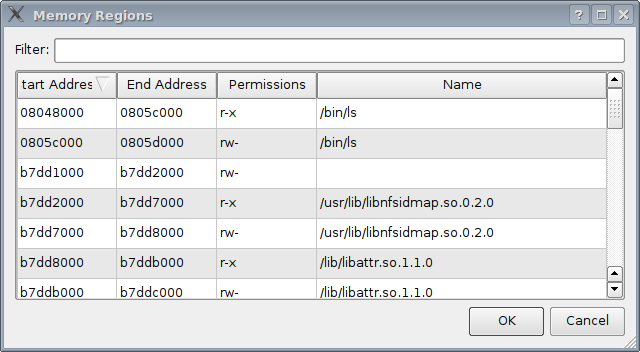 Memory Regions
Filter:
tart Addres End Address Permissions Name
08048000 0805c000 r-x /bin/ls
0805c000 0805d000 rw- /bin/ls
b7dd1000 b7dd2000 rw-
b7dd2000 b7dd7000 r-x /usr/lib/libnfsidmap.so.0.2.0
b7dd7000 b7dd8000 rw- /usr/lib/libnfsidmap.so.0.2.0
b7dd8000 b7ddb000 r-x /lib/libattr.so.1.1.0
b7ddb000 b7ddc000 rw- /lib/libattr.so.1.1.0
OK Cancel